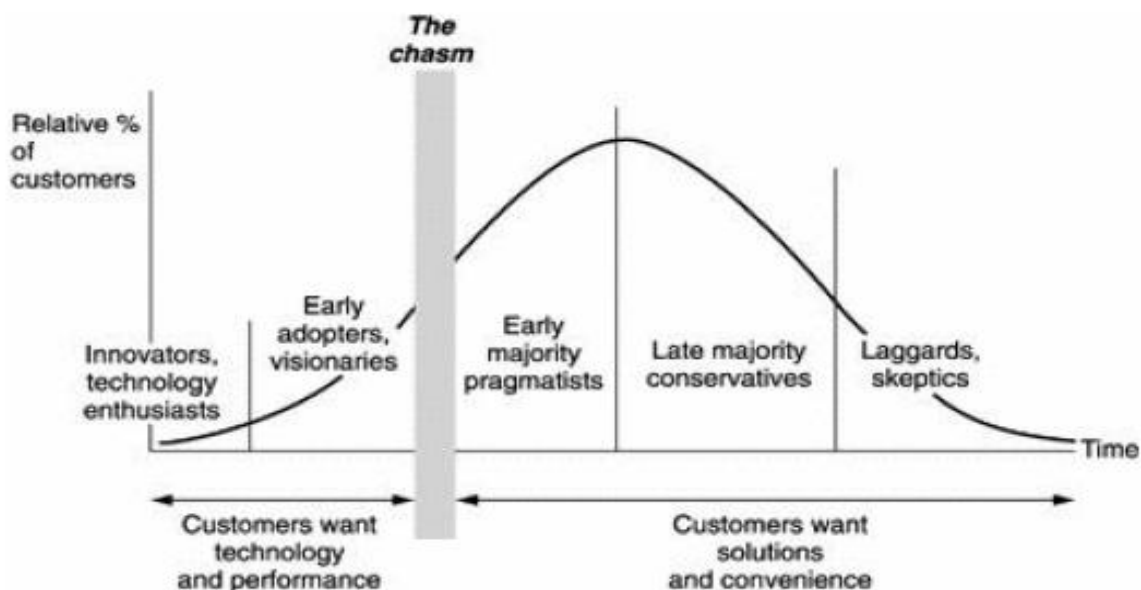 The
chasm
Relative %
of
customers
Innovators,
technology
enthusiasts
Early
adopters,
visionaries
Early
majority
pragmatists
Late majority
conservatives
Laggards,
skeptics
Time
Customers want
technology
and performance
Customers want
solutions
and convenience